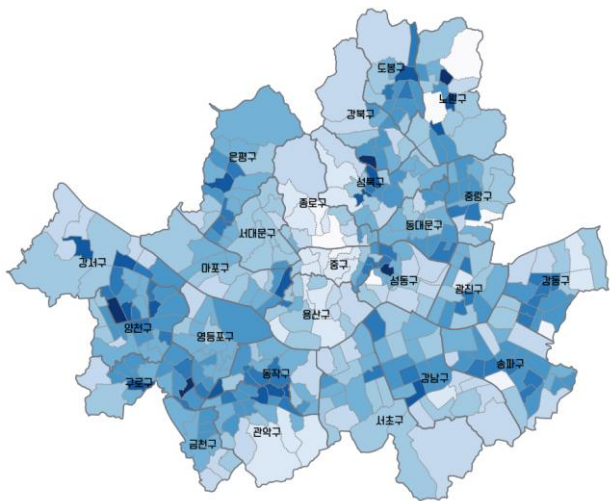 도봉구
노원구
강북구
은평구
성북구
중랑구
종로구
동대문구
서대문구
강서구
마포구
중구
성동구
광진구
강동구
양천구
용산구
영등포구
송파구
구로구
동작구
강남구
서초구
금천구
관악구